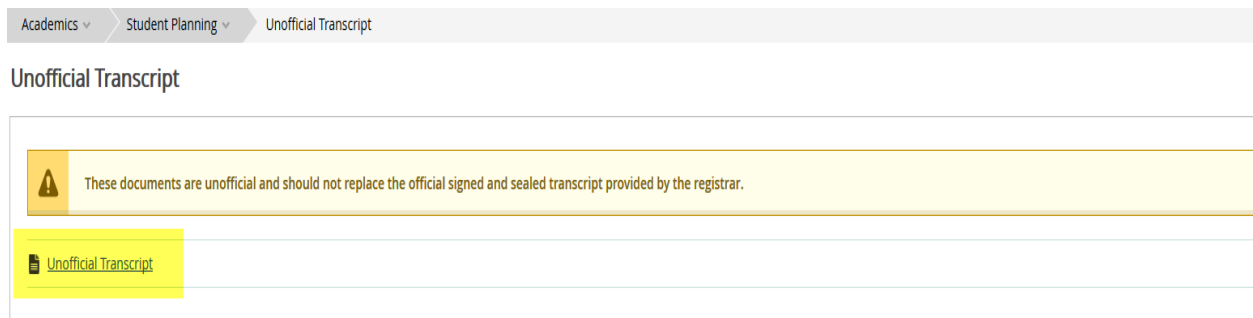 Academics Student Planning Unofficial Transcript
Unofficial Transcript
These documents are unofficial and should not replace the official signed and sealed transcript provided by the registrar.
Unofficial Transcript